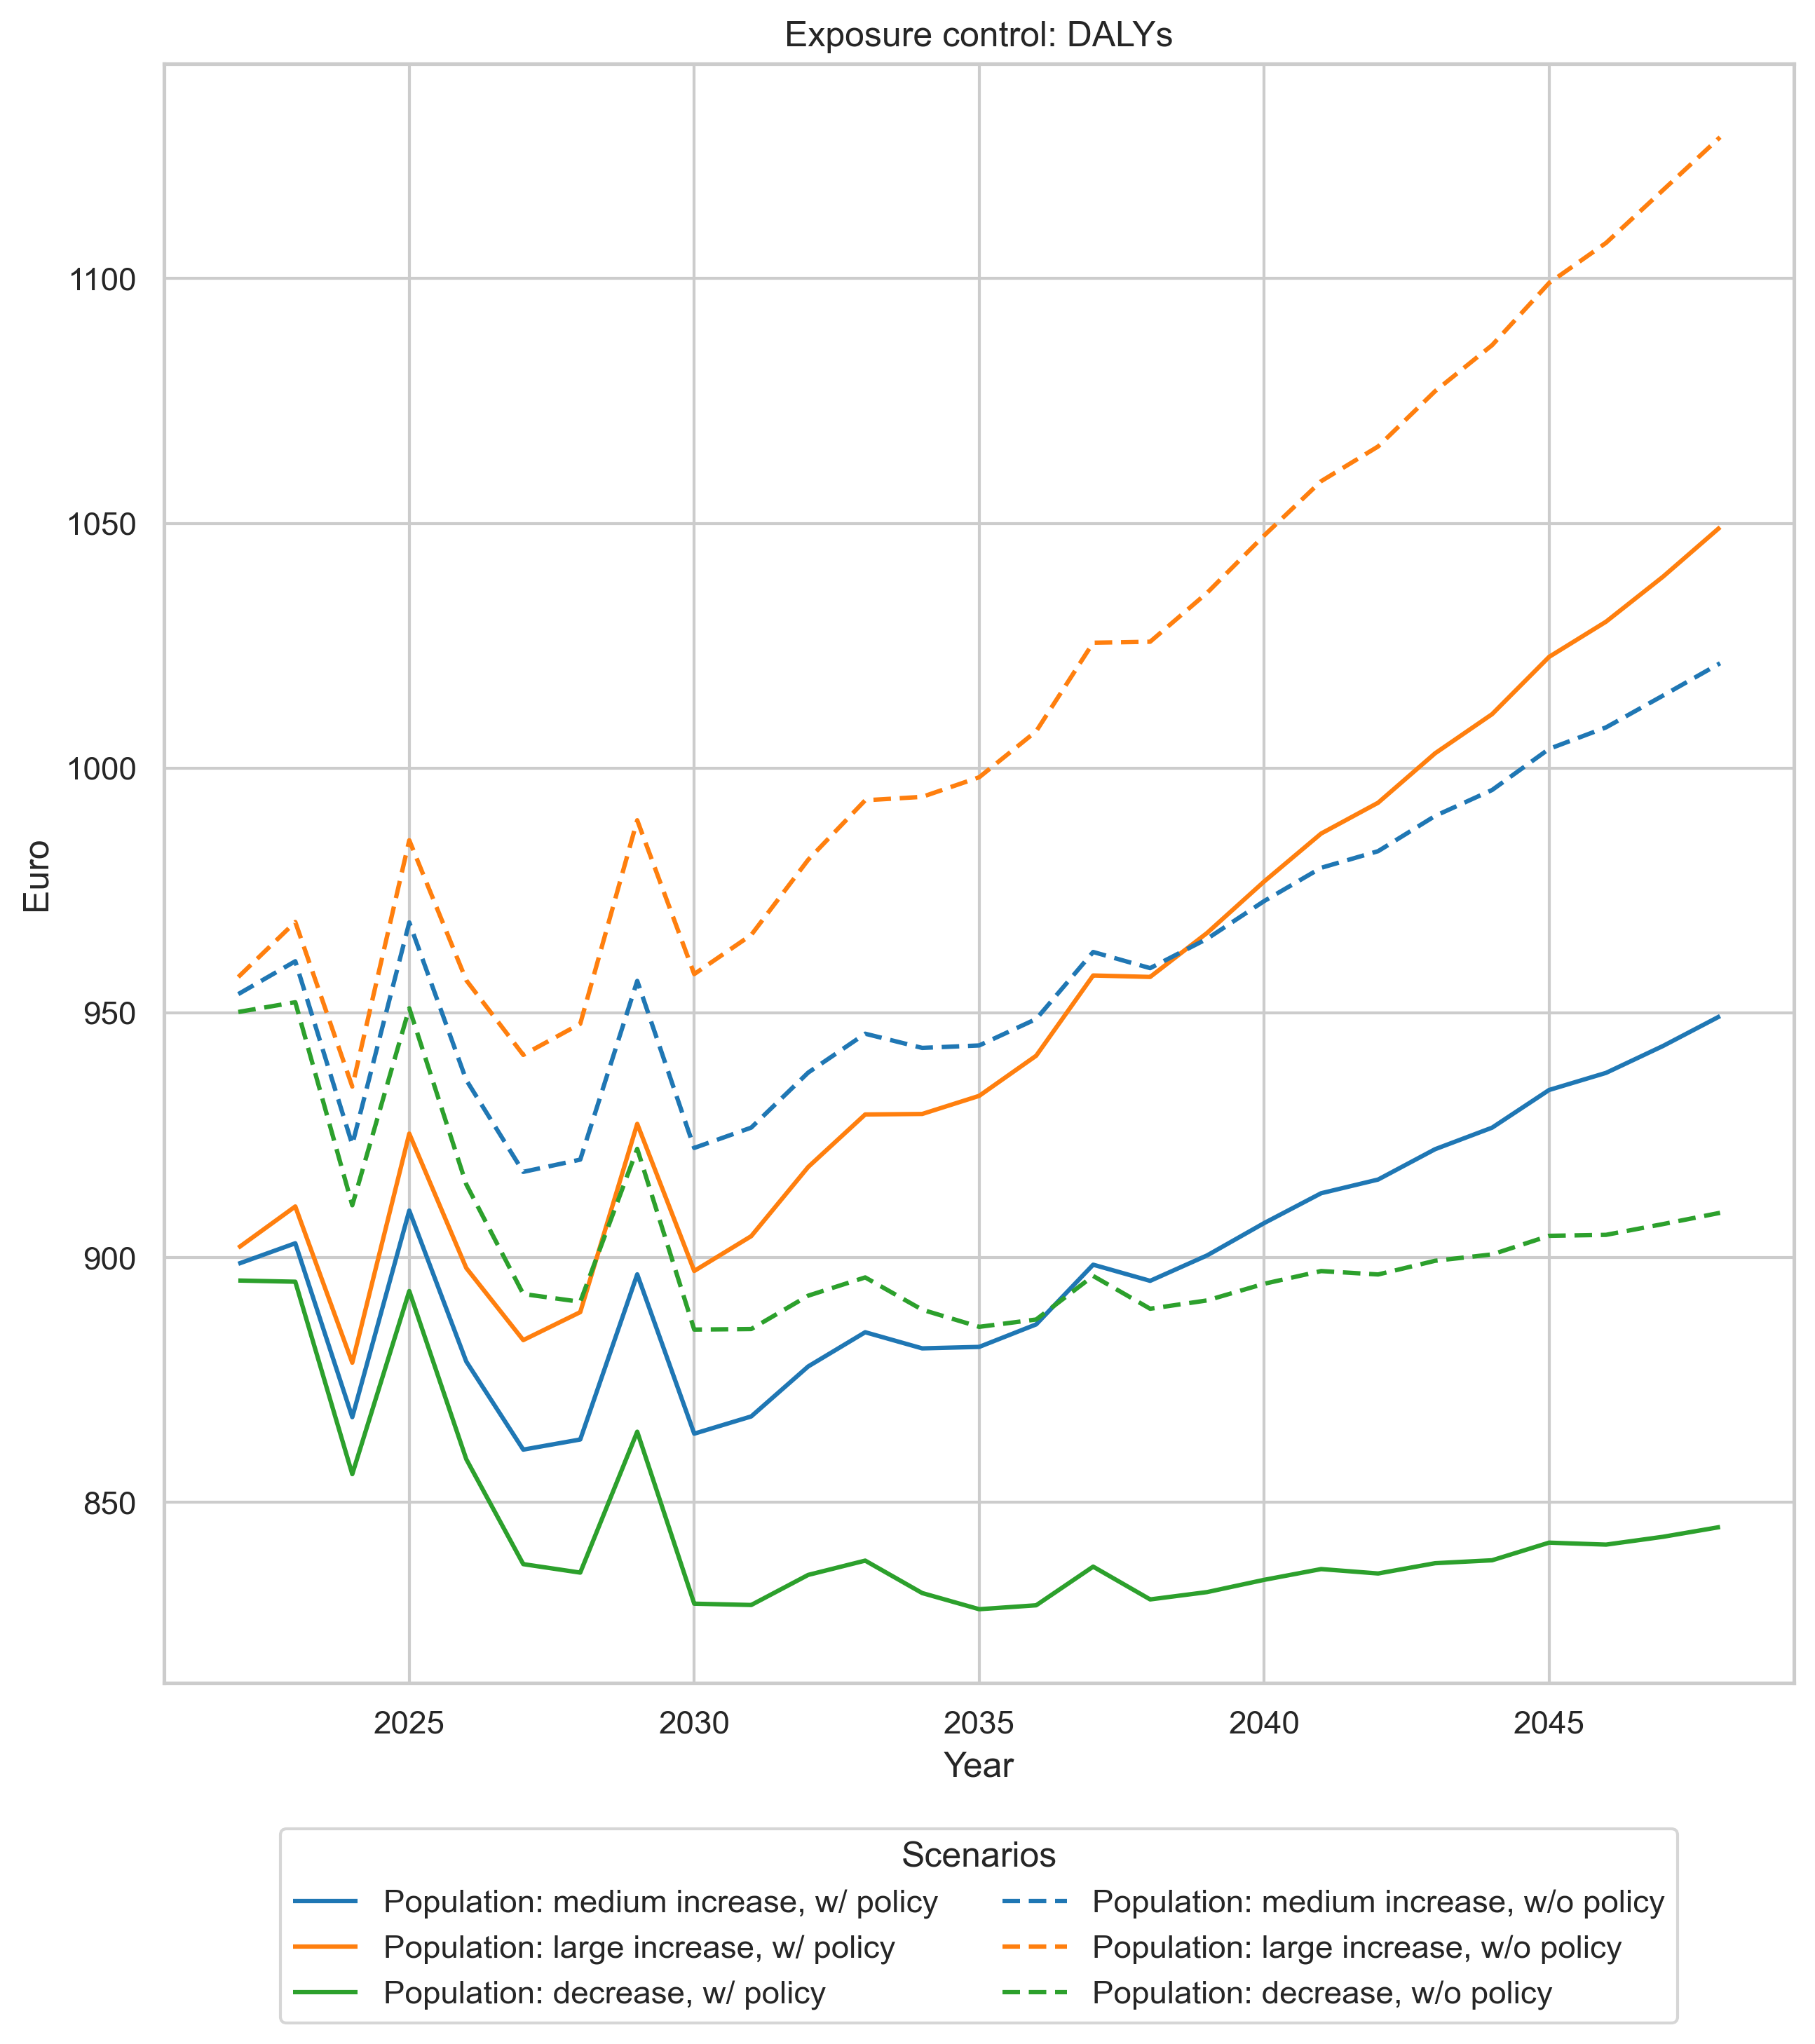 Exposure control: DALYs
1100
1050
1000
950
900
850
Euro
2025 2030 2035 2040 2045
Year
Scenarios
Population: medium increase, w/ policy
Population: large increase, w/ policy
Population: decrease, w/ policy
Population: medium increase, w/o policy
Population: large increase, w/o policy
Population: decrease, w/o policy